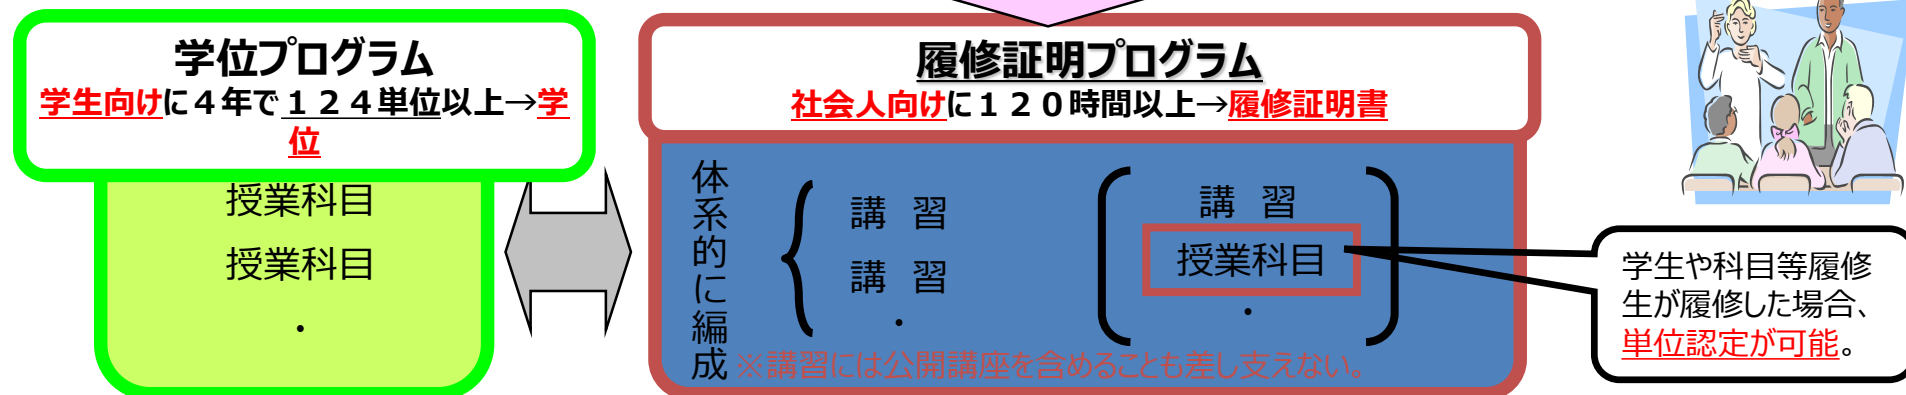 学位プログラム
学生向けに４年で１２４単位以上→学
位
授業科目
授業科目
・
履修証明プログラム
社会人向けに１２０時間以上→履修証明書
体系的に編成
講　習
講　習
・
講　習
授業科目
・
※講習には公開講座を含めることも差し支えない。
学生や科目等履修
生が履修した場合、
単位認定が可能。